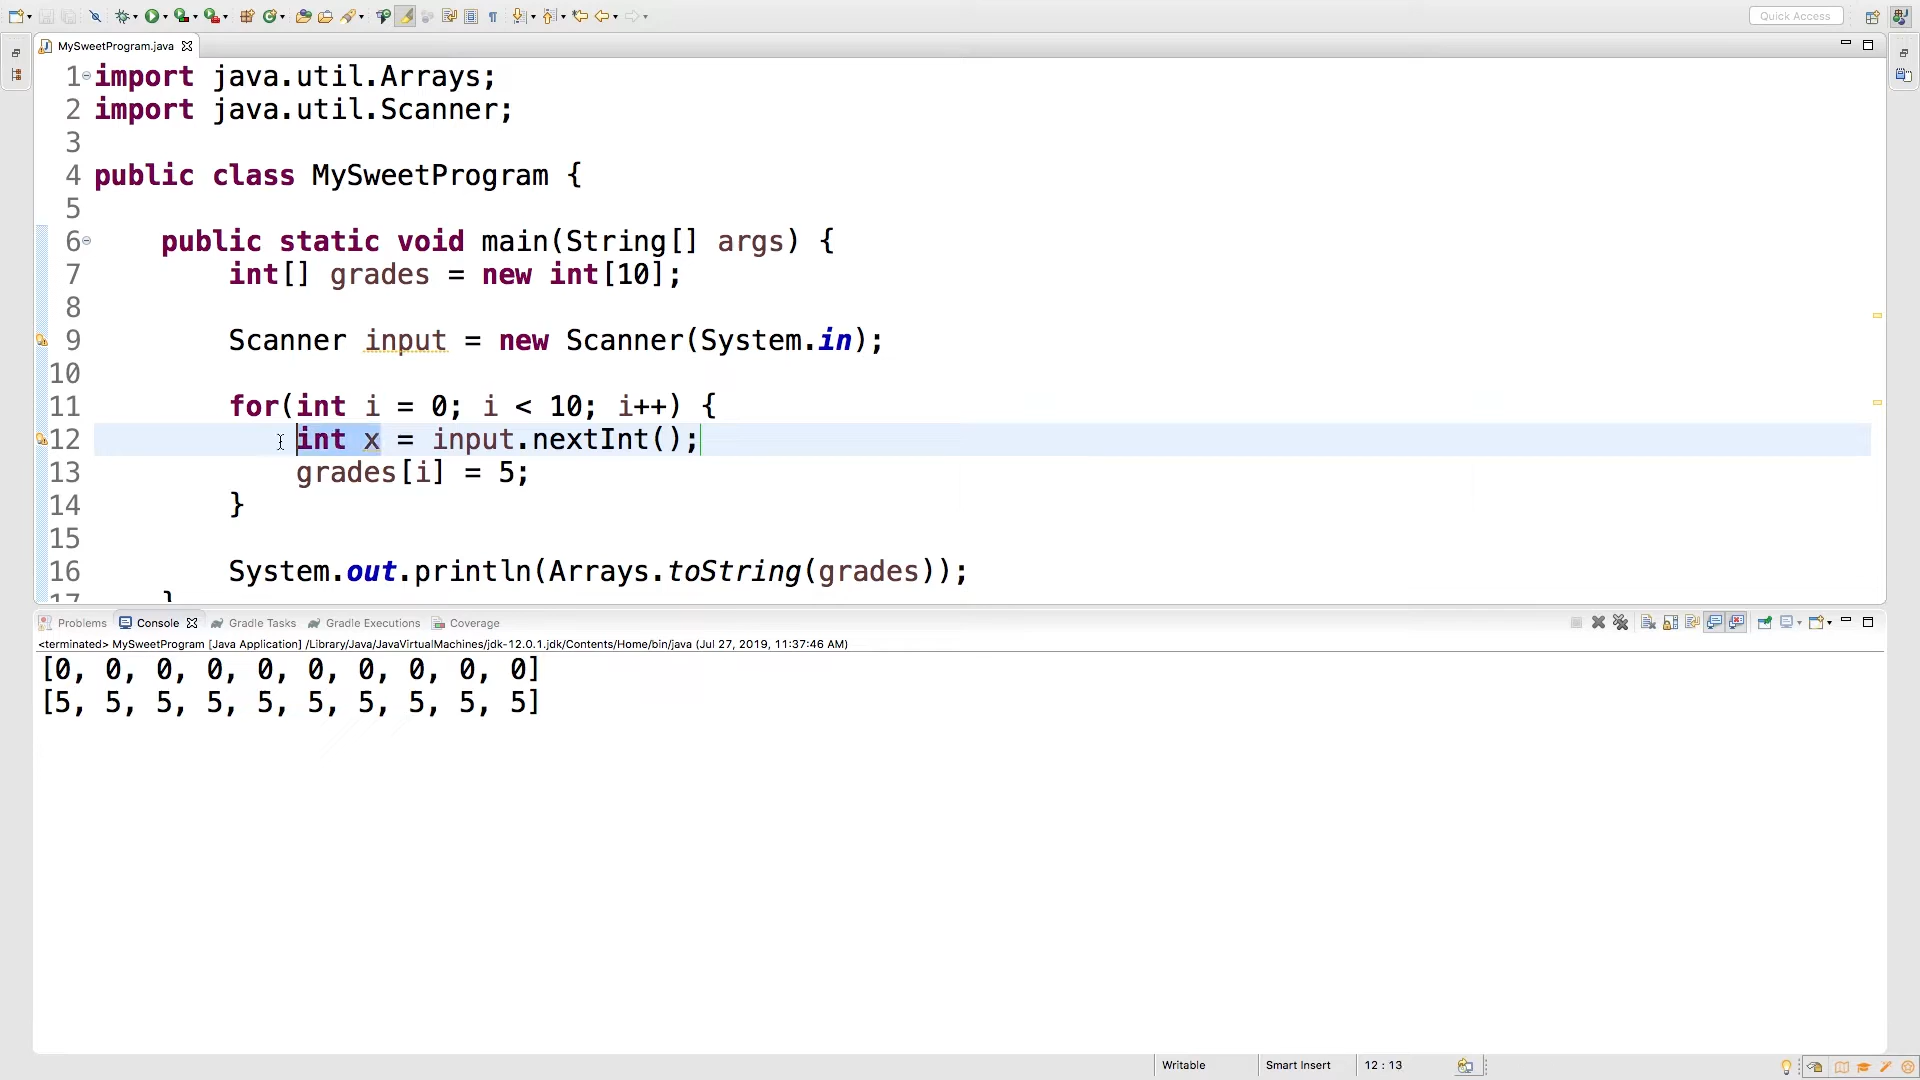 Quick Access
MySweetProgram.java
1 import java.util.Arrays;
2 import java.util.Scanner;
3
4 public class MySweetProgram {
5
6 public static void main(String[] args) {
7 int[] grades = new int[10];
8
9 Scanner input = new Scanner(System.in);
10
11 for(int i = 0; i < 10; i++) {
12 int x = input.nextInt();
13 grades[i] = 5;
14 }
15
16 System.out.println(Arrays.toString(grades));
17 }
Problems Console Gradle Tasks Gradle Executions Coverage
<terminated> MySweetProgram [Java Application] /Library/Java/JavaVirtualMachines/jdk-12.0.1.jdk/Contents/Home/bin/java (Jul 27, 2019, 11:37:46 AM)
[0, 0, 0, 0, 0, 0, 0, 0, 0, 0]
[5, 5, 5, 5, 5, 5, 5, 5, 5, 5]
Writable Smart Insert 12 : 13